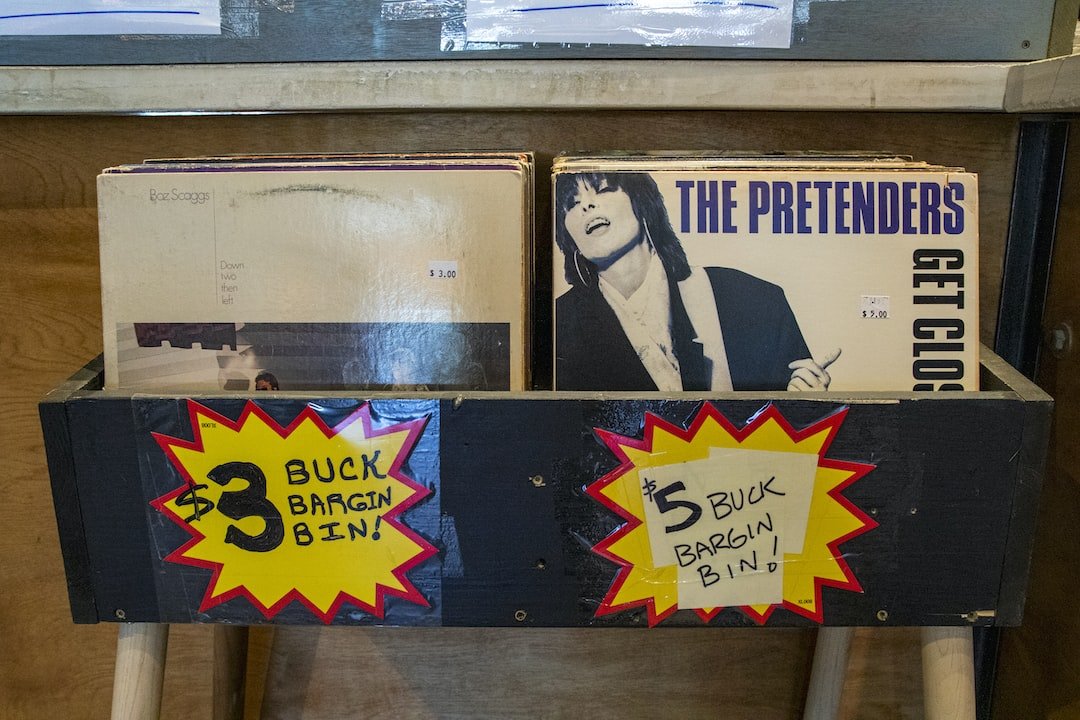 Boz Scaggs
Down
two
then
left
$ 3.00
THE PRETENDERS
GET CLOS
$ 5.00
$3 BUCK
BARGIN
BIN!
$5 BUCK
BARGIN
BIN!